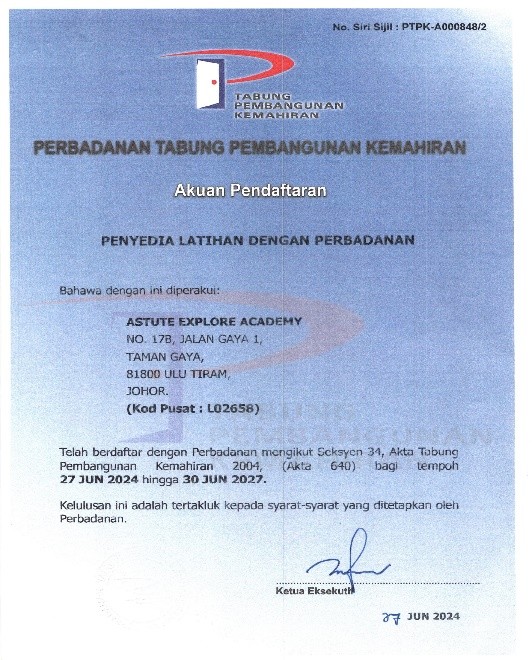 No. Siri Sijil : PTPK-A000848/2
TABUNG
PEMBANGUNAN
KEMAHIRAN
PERBADANAN TABUNG PEMBANGUNAN KEMAHIRAN
Akuan Pendaftaran
PENYEDIA LATIHAN DENGAN PERBADANAN
Bahawa dengan ini diperakui:
ASTUTE EXPLORE ACADEMY
NO. 17B, JALAN GAYA 1,
TAMAN GAYA,
81800 ULU TIRAM,
JOHOR.
(Kod Pusat : L02658)
Telah berdaftar dengan Perbadanan mengikut Seksyen 34, Akta Tabung
Pembangunan Kemahiran 2004, (Akta 640) bagi tempoh
27 JUN 2024 hingga 30 JUN 2027.
Kelulusan ini adalah tertakluk kepada syarat-syarat yang ditetapkan oleh
Perbadanan.
Ketua Eksekutif
27 JUN 2024